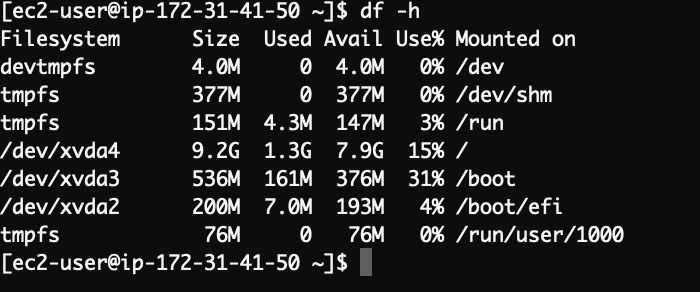 [ec2-user@ip-172-31-41-50 ~]$ df -h
Filesystem      Size  Used Avail Use% Mounted on
devtmpfs        4.0M     0  4.0M   0% /dev
tmpfs           377M     0  377M   0% /dev/shm
tmpfs           151M  4.3M  147M   3% /run
/dev/xvda4      9.2G  1.3G  7.9G  15% /
/dev/xvda3      536M  161M  376M  31% /boot
/dev/xvda2      200M  7.0M  193M   4% /boot/efi
tmpfs            76M     0   76M   0% /run/user/1000
[ec2-user@ip-172-31-41-50 ~]$